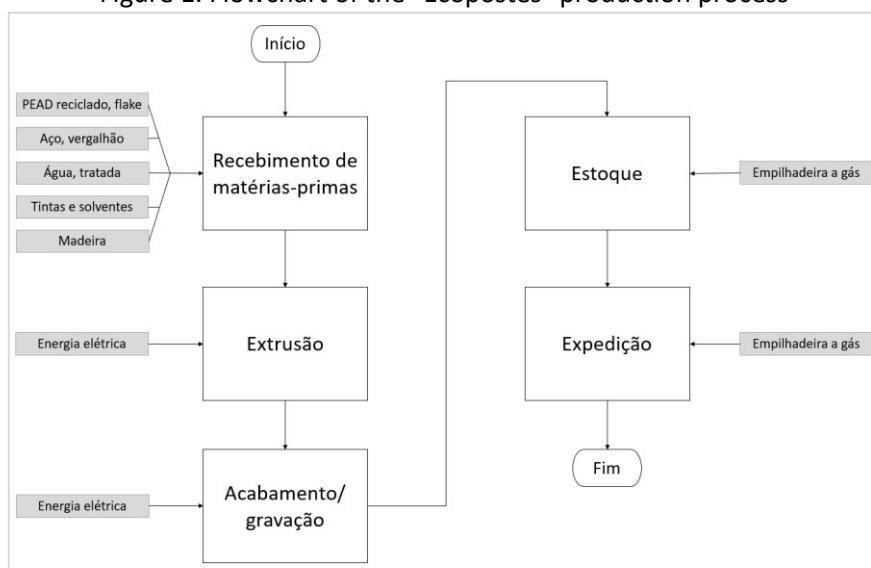 Figure 1: Flowchart of the "Ecopostes" production process
Início
PEAD reciclado, flake
Aço, vergalhão
Água, tratada
Tintas e solventes
Madeira
Recebimento de
matérias-primas
Energia elétrica
Extrusão
Energia elétrica
Acabamento/
gravação
Estoque
Empilhadeira a gás
Expedição
Empilhadeira a gás
Fim